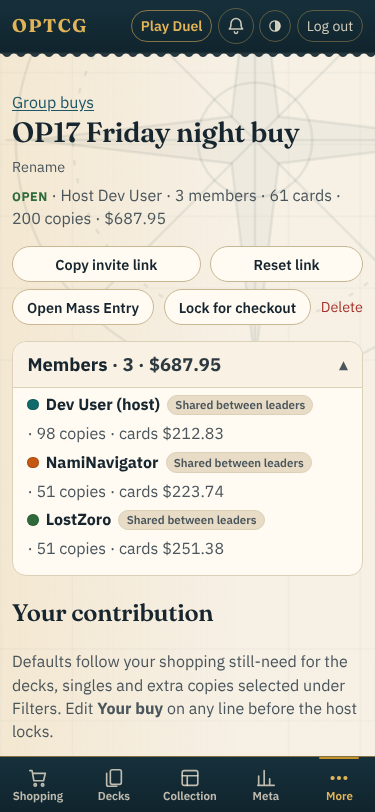 OPTCG Play Duel Log out
Group buys
OP17 Friday night buy
Rename
OPEN · Host Dev User · 3 members · 61 cards ·
200 copies · $687.95
Copy invite link Reset link
Open Mass Entry Lock for checkout Delete
Members · 3 · $687.95 ▲
Dev User (host) Shared between leaders
· 98 copies · cards $212.83
NamiNavigator Shared between leaders
· 51 copies · cards $223.74
LostZoro Shared between leaders
· 51 copies · cards $251.38
Your contribution
Defaults follow your shopping still-need for the
decks, singles and extra copies selected under
Filters. Edit Your buy on any line before the host
locks.
Shopping Decks Collection Meta More